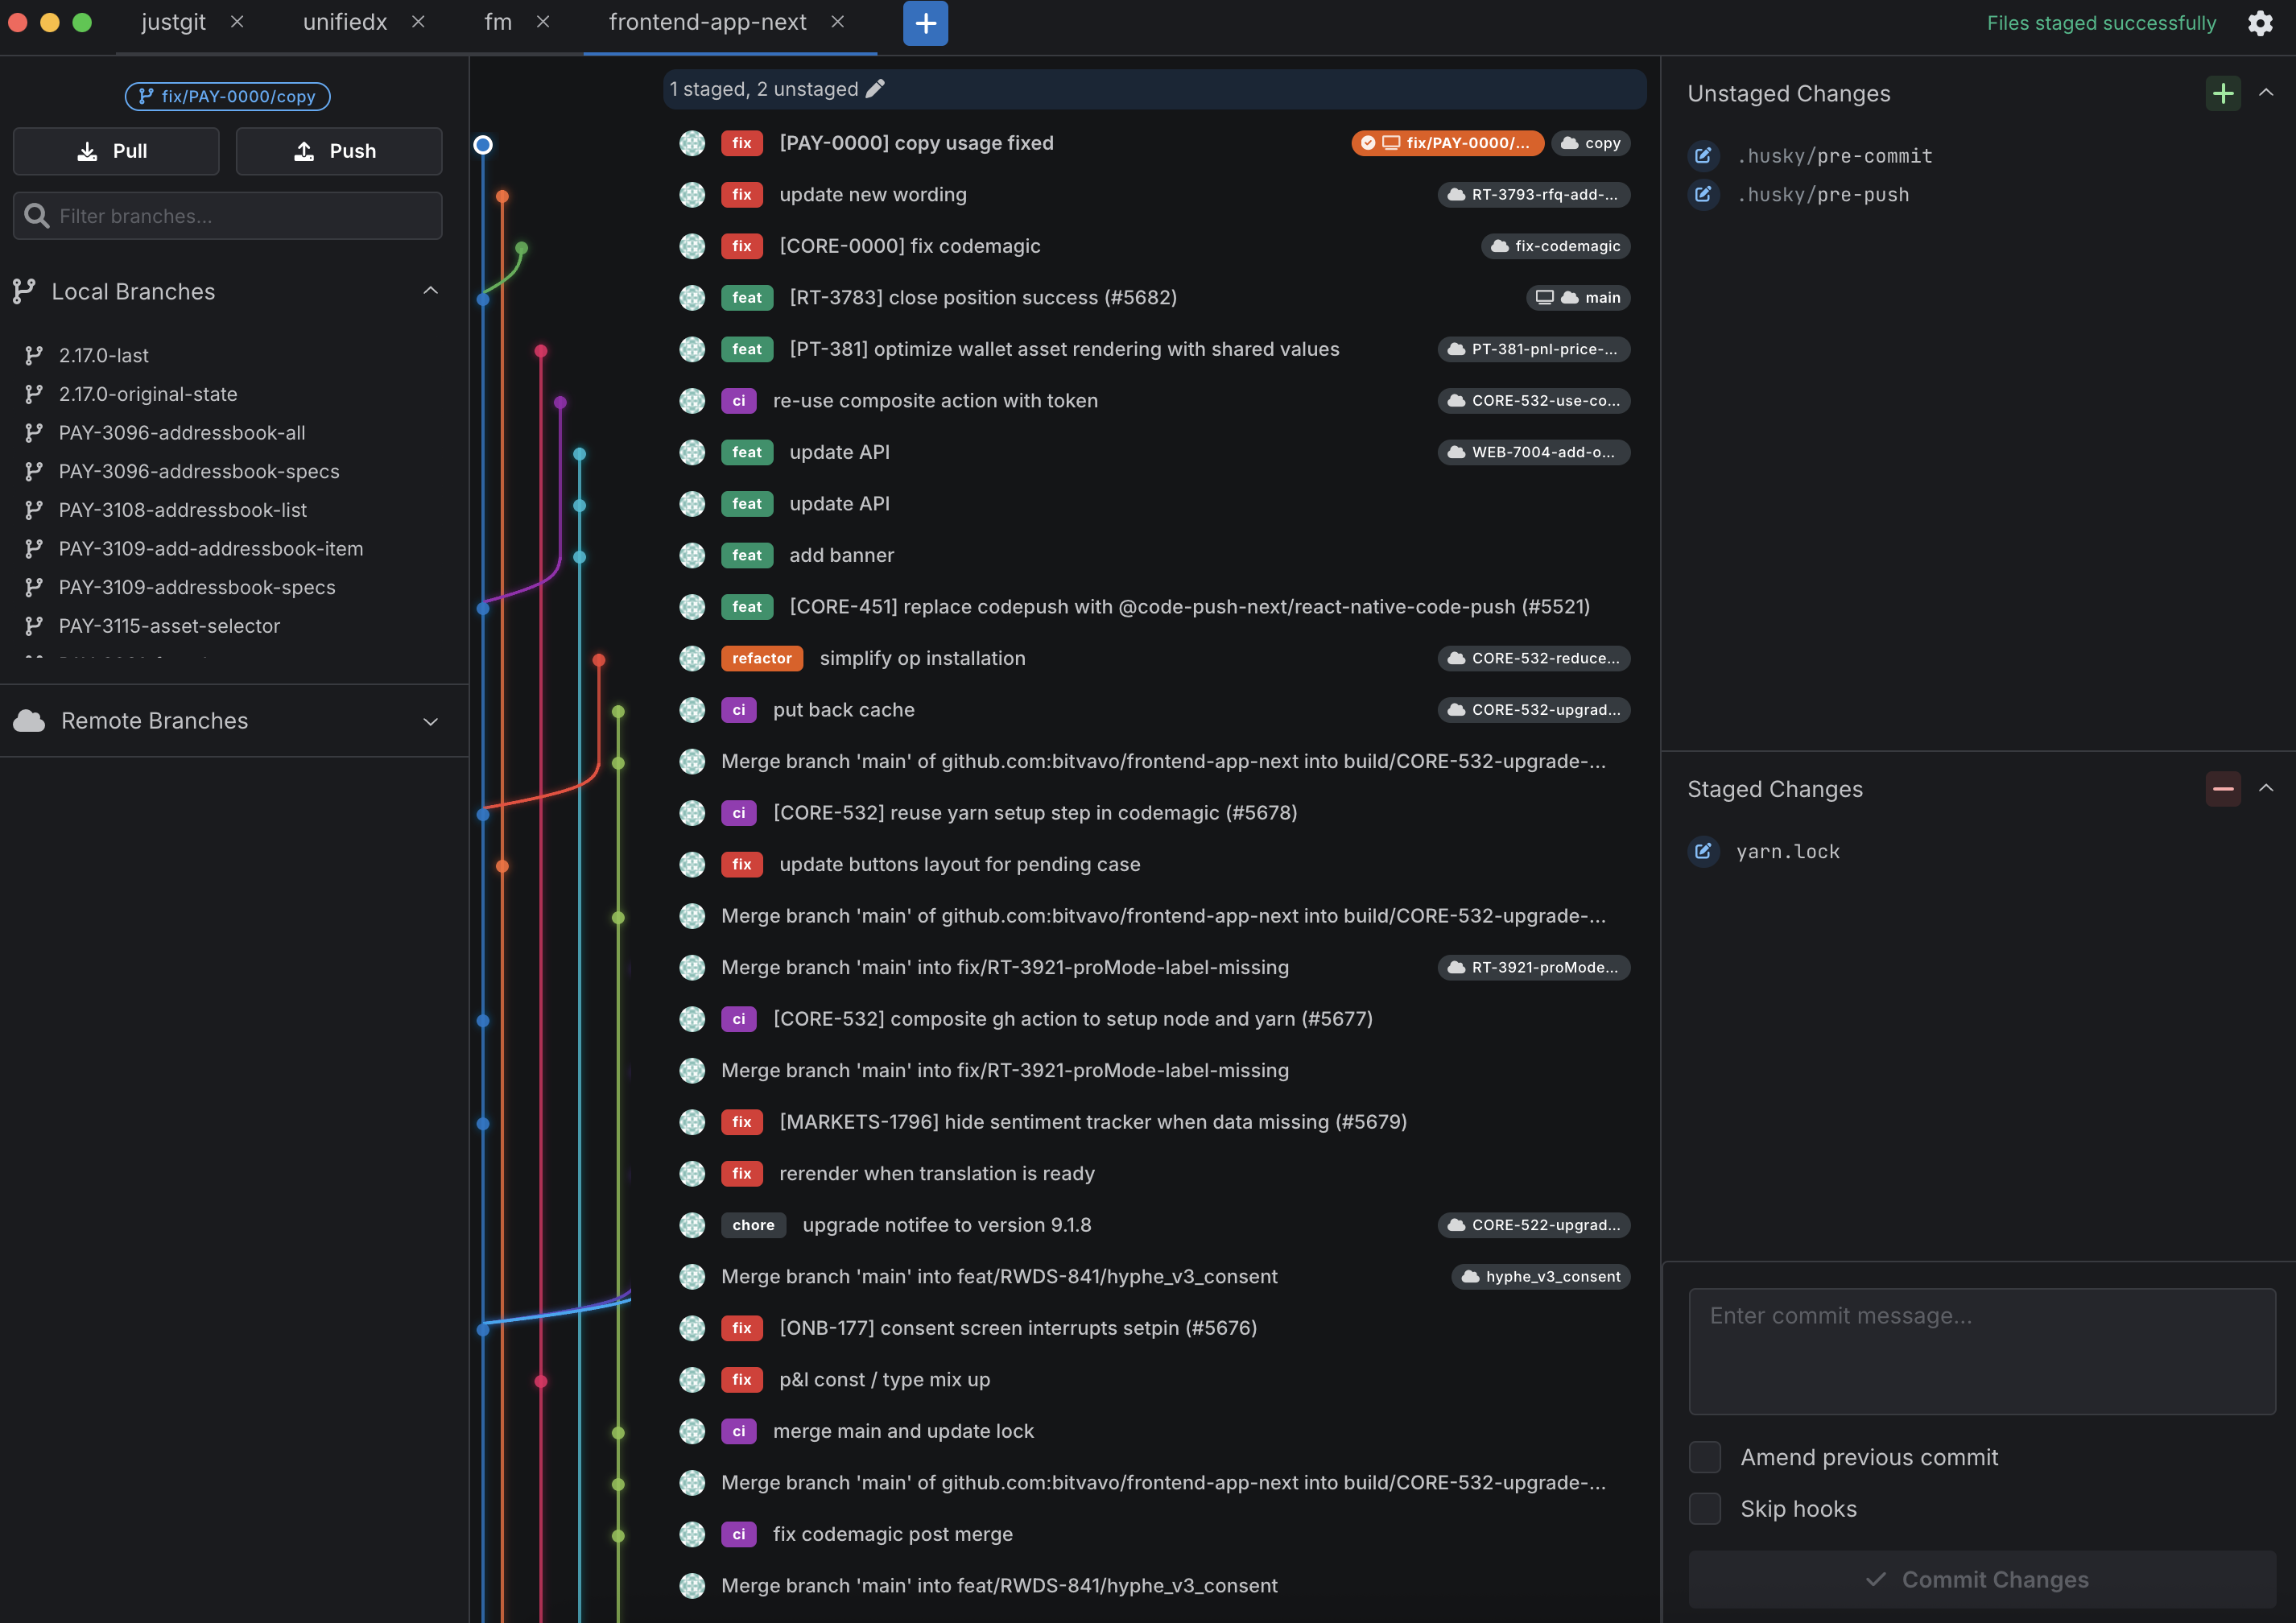 justgit
unifiedx
fm
frontend-app-next
Files staged successfully
fix/PAY-0000/copy
Pull
Push
Filter branches...
Local Branches
2.17.0-last
2.17.0-original-state
PAY-3096-addressbook-all
PAY-3096-addressbook-specs
PAY-3108-addressbook-list
PAY-3109-add-addressbook-item
PAY-3109-addressbook-specs
PAY-3115-asset-selector
Remote Branches
1 staged, 2 unstaged
fix [PAY-0000] copy usage fixed fix/PAY-0000/... copy
fix update new wording RT-3793-rfq-add-...
fix [CORE-0000] fix codemagic fix-codemagic
feat [RT-3783] close position success (#5682) main
feat [PT-381] optimize wallet asset rendering with shared values PT-381-pnl-price-...
ci re-use composite action with token CORE-532-use-co...
feat update API WEB-7004-add-o...
feat update API
feat add banner
feat [CORE-451] replace codepush with @code-push-next/react-native-code-push (#5521)
refactor simplify op installation CORE-532-reduce...
ci put back cache CORE-532-upgrad...
Merge branch 'main' of github.com:bitvavo/frontend-app-next into build/CORE-532-upgrade-...
ci [CORE-532] reuse yarn setup step in codemagic (#5678)
fix update buttons layout for pending case
Merge branch 'main' of github.com:bitvavo/frontend-app-next into build/CORE-532-upgrade-...
Merge branch 'main' into fix/RT-3921-proMode-label-missing RT-3921-proMode...
ci [CORE-532] composite gh action to setup node and yarn (#5677)
Merge branch 'main' into fix/RT-3921-proMode-label-missing
fix [MARKETS-1796] hide sentiment tracker when data missing (#5679)
fix rerender when translation is ready
chore upgrade notifee to version 9.1.8 CORE-522-upgrad...
Merge branch 'main' into feat/RWDS-841/hyphe_v3_consent hyphe_v3_consent
fix [ONB-177] consent screen interrupts setpin (#5676)
fix p&l const / type mix up
ci merge main and update lock
Merge branch 'main' of github.com:bitvavo/frontend-app-next into build/CORE-532-upgrade-...
ci fix codemagic post merge
Merge branch 'main' into feat/RWDS-841/hyphe_v3_consent
Unstaged Changes
.husky/pre-commit
.husky/pre-push
Staged Changes
yarn.lock
Enter commit message...
Amend previous commit
Skip hooks
Commit Changes